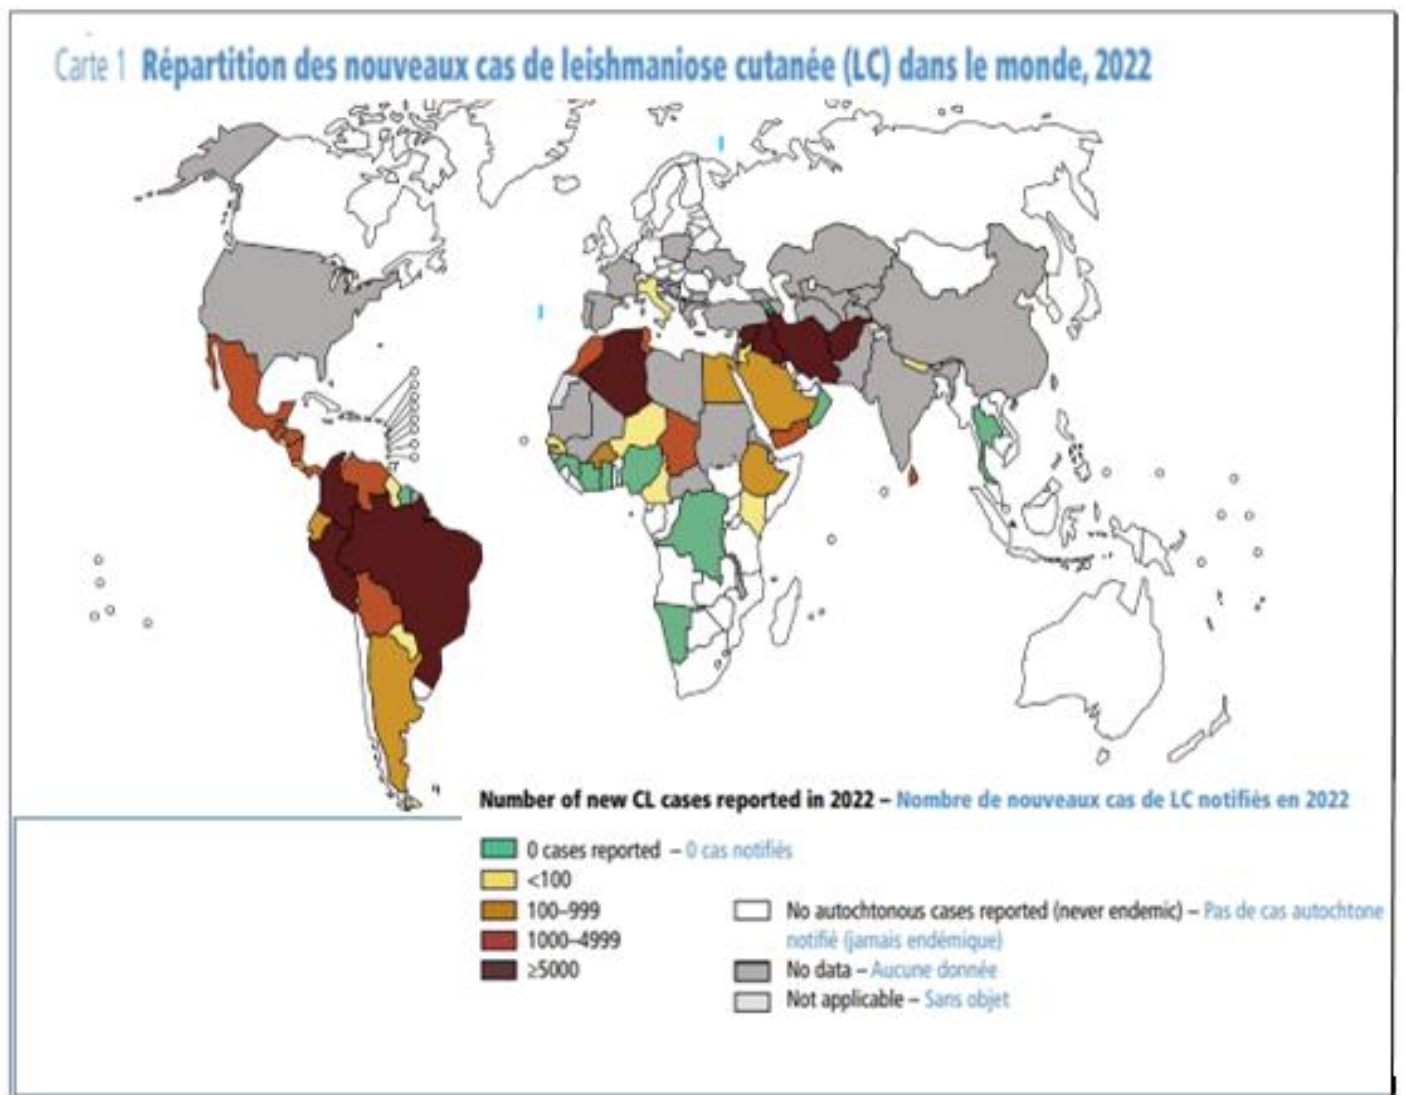 Carte 1 Répartition des nouveaux cas de leishmaniose cutanée (LC) dans le monde, 2022
Number of new CL cases reported in 2022 – Nombre de nouveaux cas de LC notifiés en 2022
0 cases reported – 0 cas notifiés
<100
100–999
1000–4999
≥5000
No autochtonous cases reported (never endemic) – Pas de cas autochtone
notifié (jamais endémique)
No data – Aucune donnée
Not applicable – Sans objet